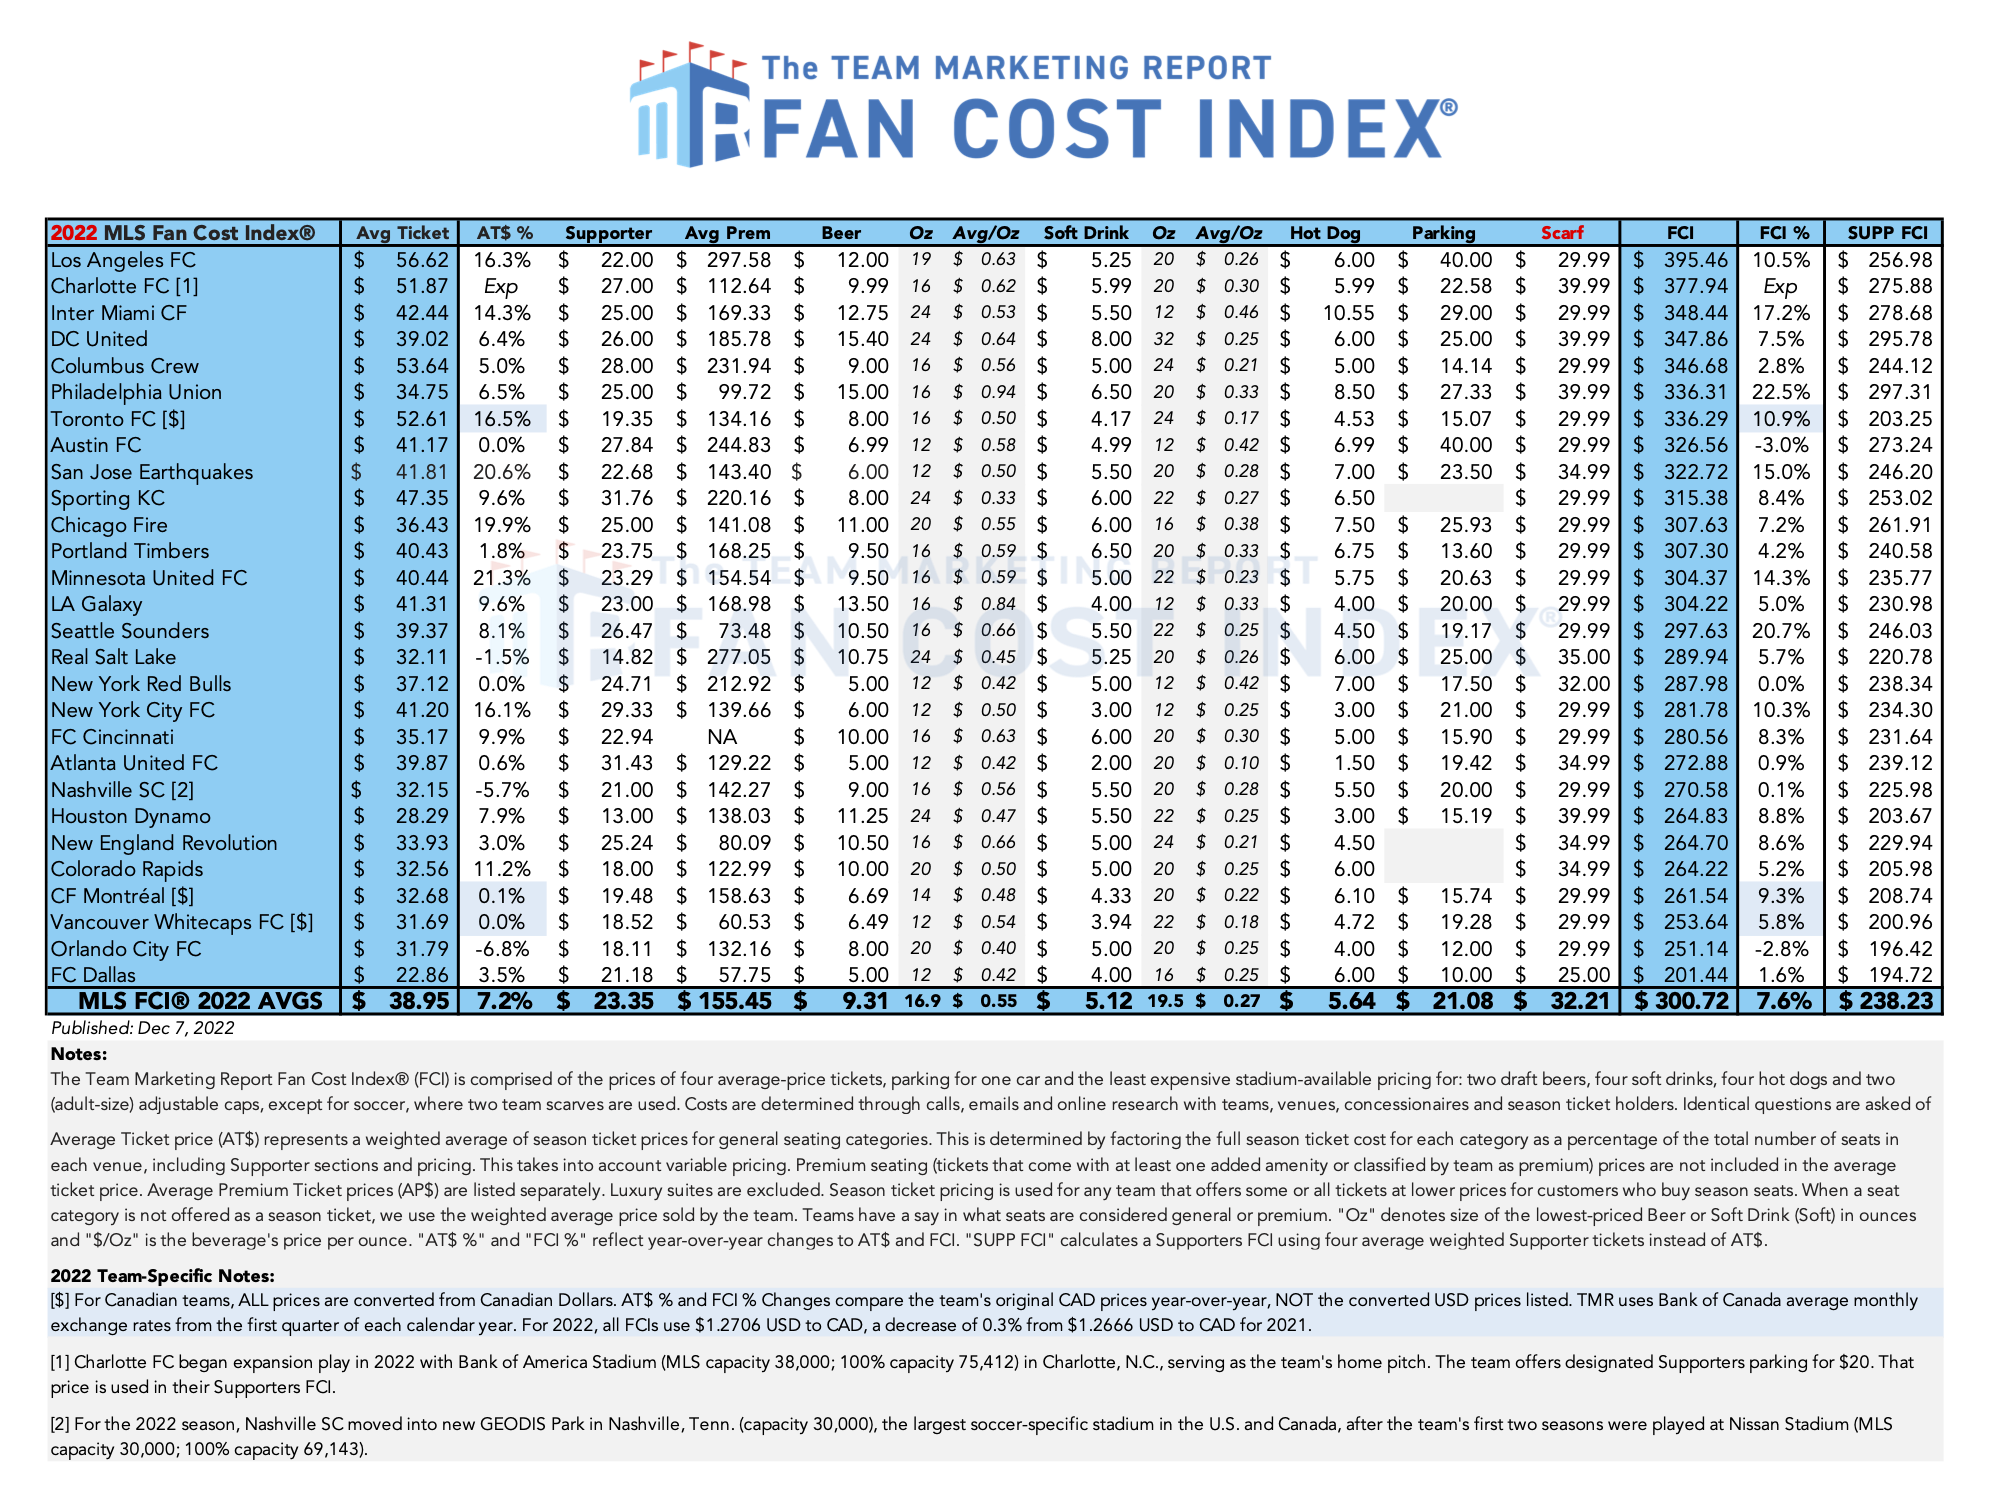 The TEAM MARKETING REPORT
FAN COST INDEX®
2022 MLS Fan Cost Index® Avg Ticket AT$ % Supporter Avg Prem Beer Oz Avg/Oz Soft Drink Oz Avg/Oz Hot Dog Parking Scarf FCI FCI % SUPP FCI
Los Angeles FC $ 56.62 16.3% $ 22.00 $ 297.58 $ 12.00 19 $ 0.63 $ 5.25 20 $ 0.26 $ 6.00 $ 40.00 $ 29.99 $ 395.46 10.5% $ 256.98
Charlotte FC [1] $ 51.87 Exp $ 27.00 $ 112.64 $ 9.99 16 $ 0.62 $ 5.99 20 $ 0.30 $ 5.99 $ 22.58 $ 39.99 $ 377.94 Exp $ 275.88
Inter Miami CF $ 42.44 14.3% $ 25.00 $ 169.33 $ 12.75 24 $ 0.53 $ 5.50 12 $ 0.46 $ 10.55 $ 29.00 $ 29.99 $ 348.44 17.2% $ 278.68
DC United $ 39.02 6.4% $ 26.00 $ 185.78 $ 15.40 24 $ 0.64 $ 8.00 32 $ 0.25 $ 6.00 $ 25.00 $ 39.99 $ 347.86 7.5% $ 295.78
Columbus Crew $ 53.64 5.0% $ 28.00 $ 231.94 $ 9.00 16 $ 0.56 $ 5.00 24 $ 0.21 $ 5.00 $ 14.14 $ 29.99 $ 346.68 2.8% $ 244.12
Philadelphia Union $ 34.75 6.5% $ 25.00 $ 99.72 $ 15.00 16 $ 0.94 $ 6.50 20 $ 0.33 $ 8.50 $ 27.33 $ 39.99 $ 336.31 22.5% $ 297.31
Toronto FC [$] $ 52.61 16.5% $ 19.35 $ 134.16 $ 8.00 16 $ 0.50 $ 4.17 24 $ 0.17 $ 4.53 $ 15.07 $ 29.99 $ 336.29 10.9% $ 203.25
Austin FC $ 41.17 0.0% $ 27.84 $ 244.83 $ 6.99 12 $ 0.58 $ 4.99 12 $ 0.42 $ 6.99 $ 40.00 $ 29.99 $ 326.56 -3.0% $ 273.24
San Jose Earthquakes $ 41.81 20.6% $ 22.68 $ 143.40 $ 6.00 12 $ 0.50 $ 5.50 20 $ 0.28 $ 7.00 $ 23.50 $ 34.99 $ 322.72 15.0% $ 246.20
Sporting KC $ 47.35 9.6% $ 31.76 $ 220.16 $ 8.00 24 $ 0.33 $ 6.00 22 $ 0.27 $ 6.50 $ 29.99 $ 315.38 8.4% $ 253.02
Chicago Fire $ 36.43 19.9% $ 25.00 $ 141.08 $ 11.00 20 $ 0.55 $ 6.00 16 $ 0.38 $ 7.50 $ 25.93 $ 29.99 $ 307.63 7.2% $ 261.91
Portland Timbers $ 40.43 1.8% $ 23.75 $ 168.25 $ 9.50 16 $ 0.59 $ 6.50 20 $ 0.33 $ 6.75 $ 13.60 $ 29.99 $ 307.30 4.2% $ 240.58
Minnesota United FC $ 40.44 21.3% $ 23.29 $ 154.54 $ 9.50 16 $ 0.59 $ 5.00 22 $ 0.23 $ 5.75 $ 20.63 $ 29.99 $ 304.37 14.3% $ 235.77
LA Galaxy $ 41.31 9.6% $ 23.00 $ 168.98 $ 13.50 16 $ 0.84 $ 4.00 12 $ 0.33 $ 4.00 $ 20.00 $ 29.99 $ 304.22 5.0% $ 230.98
Seattle Sounders $ 39.37 8.1% $ 26.47 $ 73.48 $ 10.50 16 $ 0.66 $ 5.50 22 $ 0.25 $ 4.50 $ 19.17 $ 29.99 $ 297.63 20.7% $ 246.03
Real Salt Lake $ 32.11 -1.5% $ 14.82 $ 277.05 $ 10.75 24 $ 0.45 $ 5.25 20 $ 0.26 $ 6.00 $ 25.00 $ 35.00 $ 289.94 5.7% $ 220.78
New York Red Bulls $ 37.12 0.0% $ 24.71 $ 212.92 $ 5.00 12 $ 0.42 $ 5.00 12 $ 0.42 $ 7.00 $ 17.50 $ 32.00 $ 287.98 0.0% $ 238.34
New York City FC $ 41.20 16.1% $ 29.33 $ 139.66 $ 6.00 12 $ 0.50 $ 3.00 12 $ 0.25 $ 3.00 $ 21.00 $ 29.99 $ 281.78 10.3% $ 234.30
FC Cincinnati $ 35.17 9.9% $ 22.94 NA $ 10.00 16 $ 0.63 $ 6.00 20 $ 0.30 $ 5.00 $ 15.90 $ 29.99 $ 280.56 8.3% $ 231.64
Atlanta United FC $ 39.87 0.6% $ 31.43 $ 129.22 $ 5.00 12 $ 0.42 $ 2.00 20 $ 0.10 $ 1.50 $ 19.42 $ 34.99 $ 272.88 0.9% $ 239.12
Nashville SC [2] $ 32.15 -5.7% $ 21.00 $ 142.27 $ 9.00 16 $ 0.56 $ 5.50 20 $ 0.28 $ 5.50 $ 20.00 $ 29.99 $ 270.58 0.1% $ 225.98
Houston Dynamo $ 28.29 7.9% $ 13.00 $ 138.03 $ 11.25 24 $ 0.47 $ 5.50 22 $ 0.25 $ 3.00 $ 15.19 $ 39.99 $ 264.83 8.8% $ 203.67
New England Revolution $ 33.93 3.0% $ 25.24 $ 80.09 $ 10.50 16 $ 0.66 $ 5.00 24 $ 0.21 $ 4.50 $ 34.99 $ 264.70 8.6% $ 229.94
Colorado Rapids $ 32.56 11.2% $ 18.00 $ 122.99 $ 10.00 20 $ 0.50 $ 5.00 20 $ 0.25 $ 6.00 $ 34.99 $ 264.22 5.2% $ 205.98
CF Montréal [$] $ 32.68 0.1% $ 19.48 $ 158.63 $ 6.69 14 $ 0.48 $ 4.33 20 $ 0.22 $ 6.10 $ 15.74 $ 29.99 $ 261.54 9.3% $ 208.74
Vancouver Whitecaps FC [$] $ 31.69 0.0% $ 18.52 $ 60.53 $ 6.49 12 $ 0.54 $ 3.94 22 $ 0.18 $ 4.72 $ 19.28 $ 29.99 $ 253.64 5.8% $ 200.96
Orlando City FC $ 31.79 -6.8% $ 18.11 $ 132.16 $ 8.00 20 $ 0.40 $ 5.00 20 $ 0.25 $ 4.00 $ 12.00 $ 29.99 $ 251.14 -2.8% $ 196.42
FC Dallas $ 22.86 3.5% $ 21.18 $ 57.75 $ 5.00 12 $ 0.42 $ 4.00 16 $ 0.25 $ 6.00 $ 10.00 $ 25.00 $ 201.44 1.6% $ 194.72
MLS FCI® 2022 AVGS $ 38.95 7.2% $ 23.35 $ 155.45 $ 9.31 16.9 $ 0.55 $ 5.12 19.5 $ 0.27 $ 5.64 $ 21.08 $ 32.21 $ 300.72 7.6% $ 238.23
The TEAM MARKETING REPORT
FAN COST INDEX®
Published: Dec 7, 2022
Notes:
The Team Marketing Report Fan Cost Index® (FCI) is comprised of the prices of four average-price tickets, parking for one car and the least expensive stadium-available pricing for: two draft beers, four soft drinks, four hot dogs and two
(adult-size) adjustable caps, except for soccer, where two team scarves are used. Costs are determined through calls, emails and online research with teams, venues, concessionaires and season ticket holders. Identical questions are asked of
Average Ticket price (AT$) represents a weighted average of season ticket prices for general seating categories. This is determined by factoring the full season ticket cost for each category as a percentage of the total number of seats in
each venue, including Supporter sections and pricing. This takes into account variable pricing. Premium seating (tickets that come with at least one added amenity or classified by team as premium) prices are not included in the average
ticket price. Average Premium Ticket prices (AP$) are listed separately. Luxury suites are excluded. Season ticket pricing is used for any team that offers some or all tickets at lower prices for customers who buy season seats. When a seat
category is not offered as a season ticket, we use the weighted average price sold by the team. Teams have a say in what seats are considered general or premium. "Oz" denotes size of the lowest-priced Beer or Soft Drink (Soft) in ounces
and "$/Oz" is the beverage's price per ounce. "AT$ %" and "FCI %" reflect year-over-year changes to AT$ and FCI. "SUPP FCI" calculates a Supporters FCI using four average weighted Supporter tickets instead of AT$.
2022 Team-Specific Notes:
[$] For Canadian teams, ALL prices are converted from Canadian Dollars. AT$ % and FCI % Changes compare the team's original CAD prices year-over-year, NOT the converted USD prices listed. TMR uses Bank of Canada average monthly
exchange rates from the first quarter of each calendar year. For 2022, all FCIs use $1.2706 USD to CAD, a decrease of 0.3% from $1.2666 USD to CAD for 2021.
[1] Charlotte FC began expansion play in 2022 with Bank of America Stadium (MLS capacity 38,000; 100% capacity 75,412) in Charlotte, N.C., serving as the team's home pitch. The team offers designated Supporters parking for $20. That
price is used in their Supporters FCI.
[2] For the 2022 season, Nashville SC moved into new GEODIS Park in Nashville, Tenn. (capacity 30,000), the largest soccer-specific stadium in the U.S. and Canada, after the team's first two seasons were played at Nissan Stadium (MLS
capacity 30,000; 100% capacity 69,143).